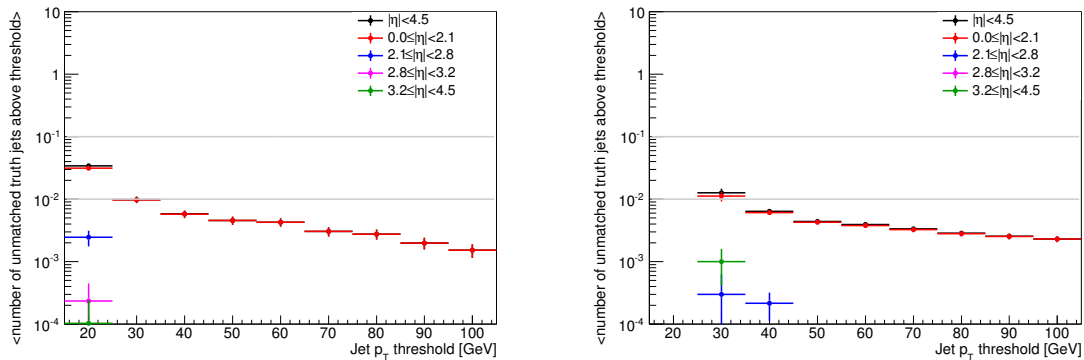 <number of unmatched truth jets above threshold>
10
1
10⁻¹
10⁻²
10⁻³
10⁻⁴
|η|<4.5
0.0≤|η|<2.1
2.1≤|η|<2.8
2.8≤|η|<3.2
3.2≤|η|<4.5
20 30 40 50 60 70 80 90 100
Jet p_T threshold [GeV]
<number of unmatched truth jets above threshold>
10
1
10⁻¹
10⁻²
10⁻³
10⁻⁴
|η|<4.5
0.0≤|η|<2.1
2.1≤|η|<2.8
2.8≤|η|<3.2
3.2≤|η|<4.5
20 30 40 50 60 70 80 90 100
Jet p_T threshold [GeV]